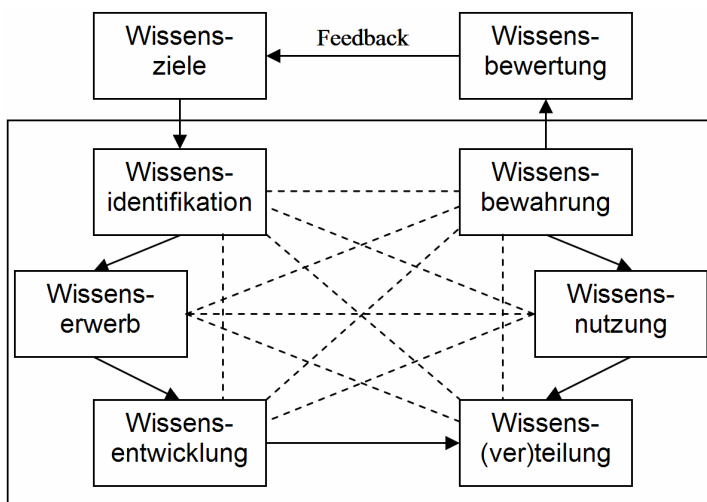 Wissens-
ziele
Feedback
Wissens-
bewertung
Wissens-
identifikation
Wissens-
bewahrung
Wissens-
erwerb
Wissens-
nutzung
Wissens-
entwicklung
Wissens-
(ver)teilung